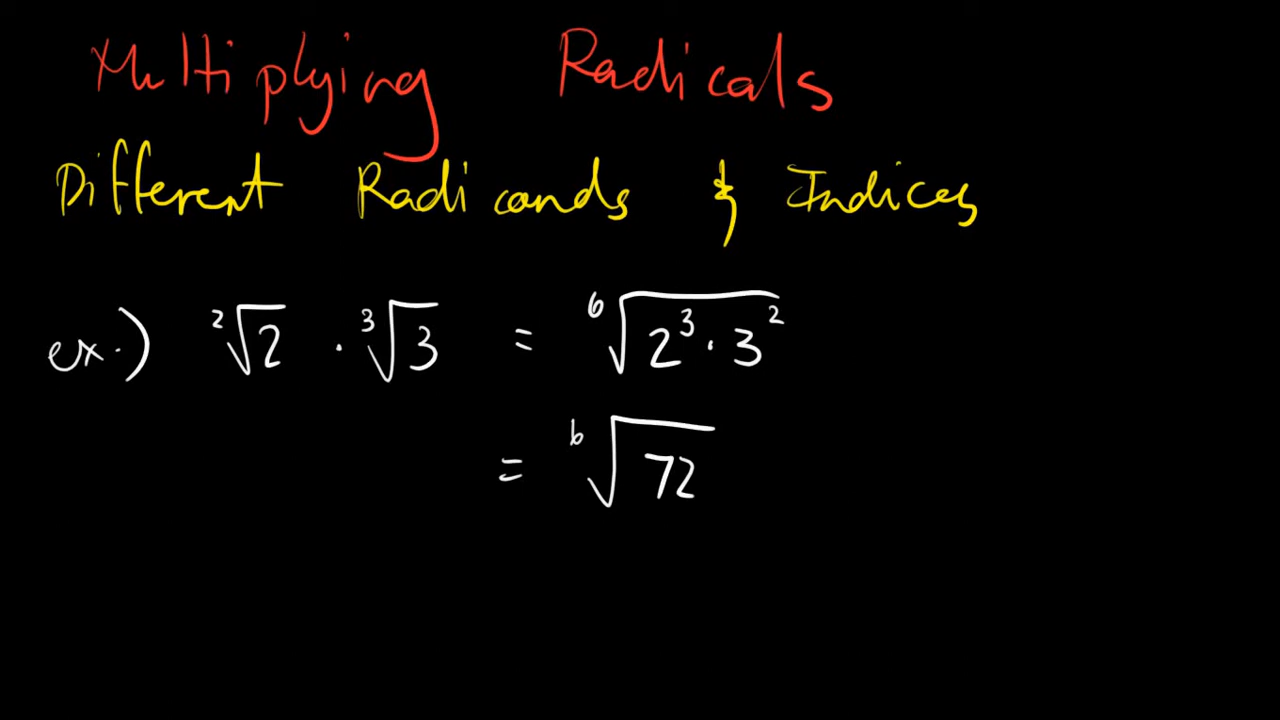 Multiplying Radicals
Different Radicands & Indices
ex.) ²√2 · ³√3 = ⁶√(2³ · 3²)
= ⁶√72